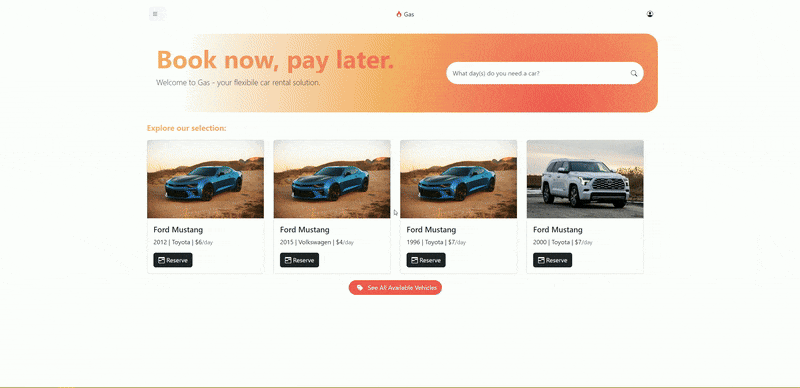 Gas
Book now, pay later.
Welcome to Gas - your flexibile car rental solution.
What day(s) do you need a car?
Explore our selection:
Ford Mustang
2012 | Toyota | $6/day
Reserve
Ford Mustang
2015 | Volkswagen | $4/day
Reserve
Ford Mustang
1996 | Toyota | $7/day
Reserve
Ford Mustang
2000 | Toyota | $7/day
Reserve
See All Available Vehicles